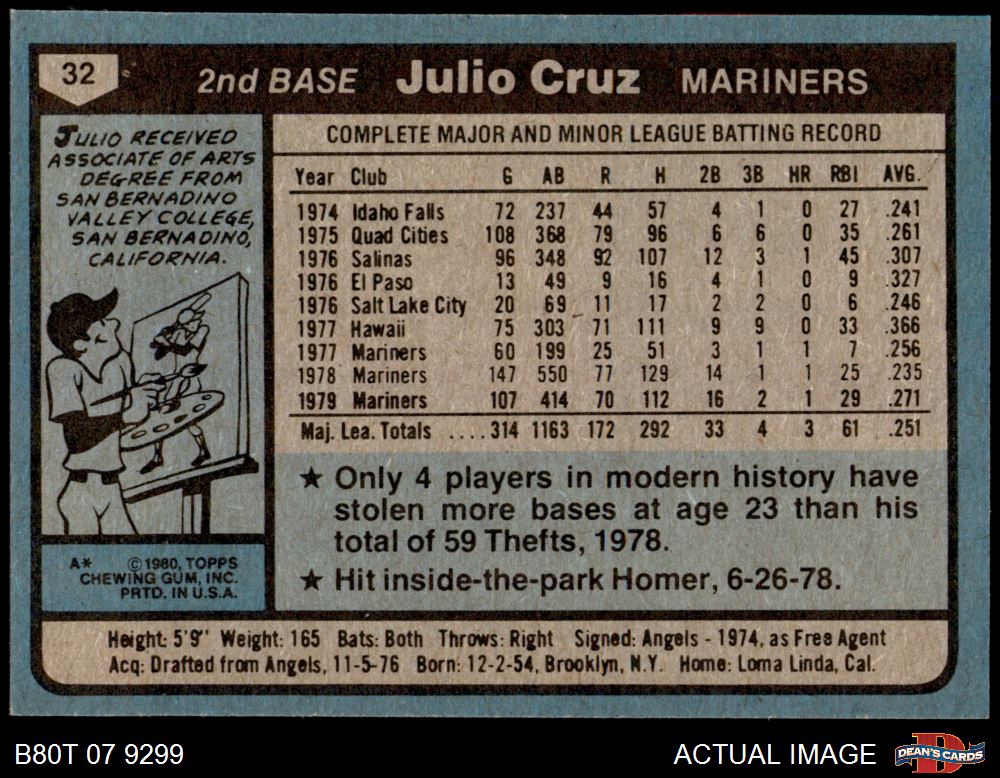 32
2nd BASE Julio Cruz MARINERS
JULIO RECEIVED
ASSOCIATE OF ARTS
DEGREE FROM
SAN BERNADINO
VALLEY COLLEGE,
SAN BERNADINO,
CALIFORNIA.
A* ©1980, TOPPS
CHEWING GUM, INC.
PRTD. IN U.S.A.
COMPLETE MAJOR AND MINOR LEAGUE BATTING RECORD
Year Club G AB R H 2B 3B HR RBI AVG.
1974 Idaho Falls 72 237 44 57 4 1 0 27 .241
1975 Quad Cities 108 368 79 96 6 6 0 35 .261
1976 Salinas 96 348 92 107 12 3 1 45 .307
1976 El Paso 13 49 9 16 4 1 0 9 .327
1976 Salt Lake City 20 69 11 17 2 2 0 6 .246
1977 Hawaii 75 303 71 111 9 9 0 33 .366
1977 Mariners 60 199 25 51 3 1 1 7 .256
1978 Mariners 147 550 77 129 14 1 1 25 .235
1979 Mariners 107 414 70 112 16 2 1 29 .271
Maj. Lea. Totals ....314 1163 172 292 33 4 3 61 .251
★ Only 4 players in modern history have
stolen more bases at age 23 than his
total of 59 Thefts, 1978.
★ Hit inside-the-park Homer, 6-26-78.
Height: 5'9" Weight: 165 Bats: Both Throws: Right Signed: Angels - 1974, as Free Agent
Acq: Drafted from Angels, 11-5-76 Born: 12-2-54, Brooklyn, N.Y. Home: Loma Linda, Cal.
B80T 07 9299 ACTUAL IMAGE
DEAN'S CARDS